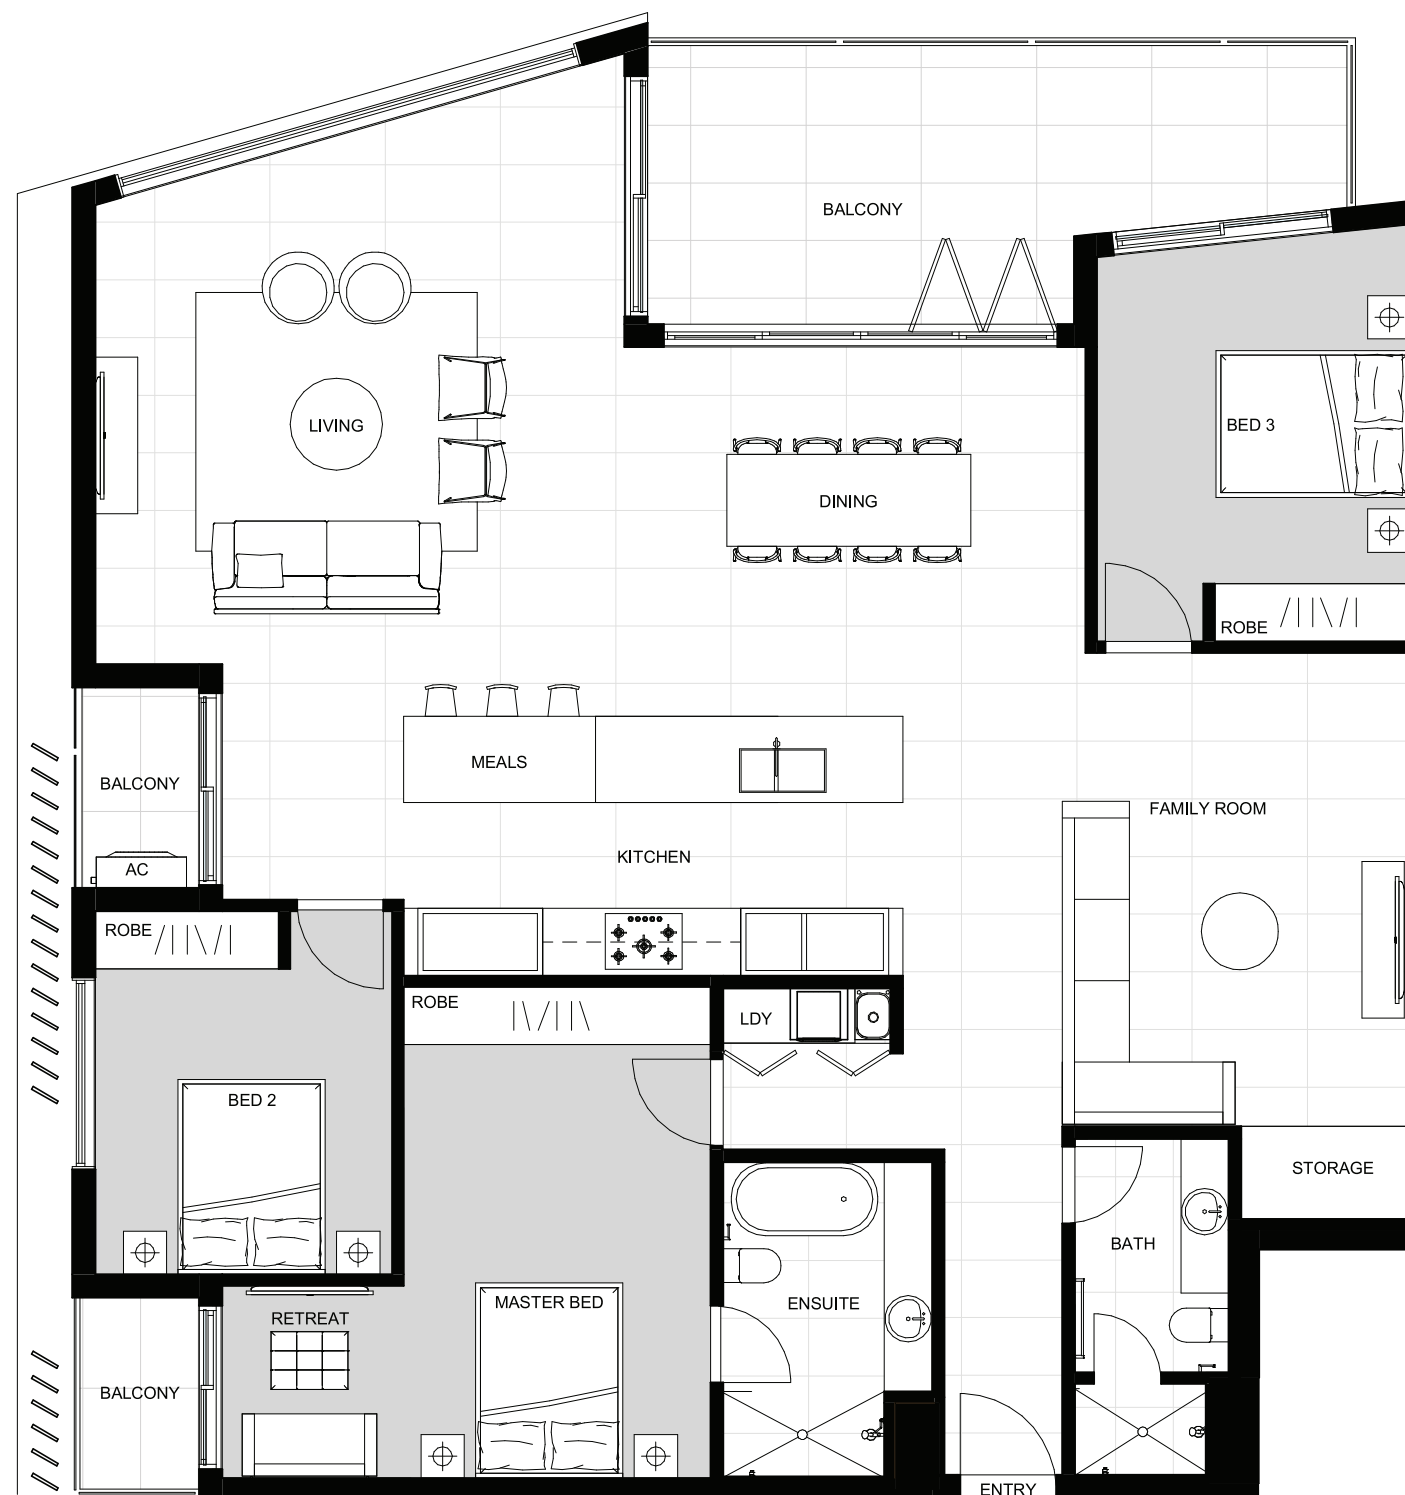 BALCONY
LIVING
BED 3
DINING
ROBE
MEALS
BALCONY
FAMILY ROOM
KITCHEN
AC
ROBE
ROBE
LDY
BED 2
STORAGE
BATH
MASTER BED
ENSUITE
RETREAT
BALCONY
ENTRY